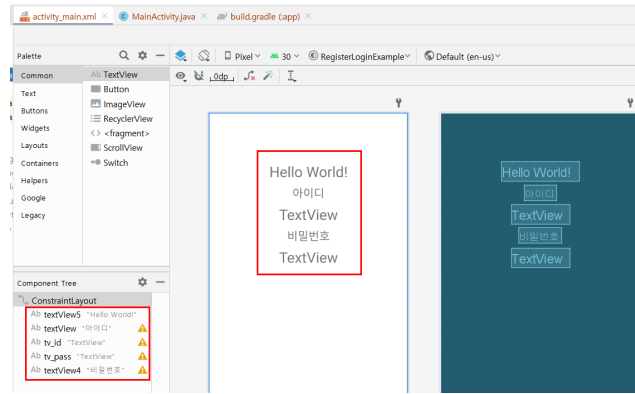 activity_main.xml MainActivity.java build.gradle (:app)
Palette Pixel 30 RegisterLoginExample Default (en-us)
Common Ab TextView 0dp
Text Button
Buttons ImageView
Widgets RecyclerView
Layouts <fragment>
Containers ScrollView
Helpers Switch
Google
Legacy
Hello World!
아이디
TextView
비밀번호
TextView
Hello World!
아이디
TextView
비밀번호
TextView
Component Tree
ConstraintLayout
Ab textView5 "Hello World!"
Ab textView "아이디"
Ab tv_id "TextView"
Ab tv_pass "TextView"
Ab textView4 "비밀번호"